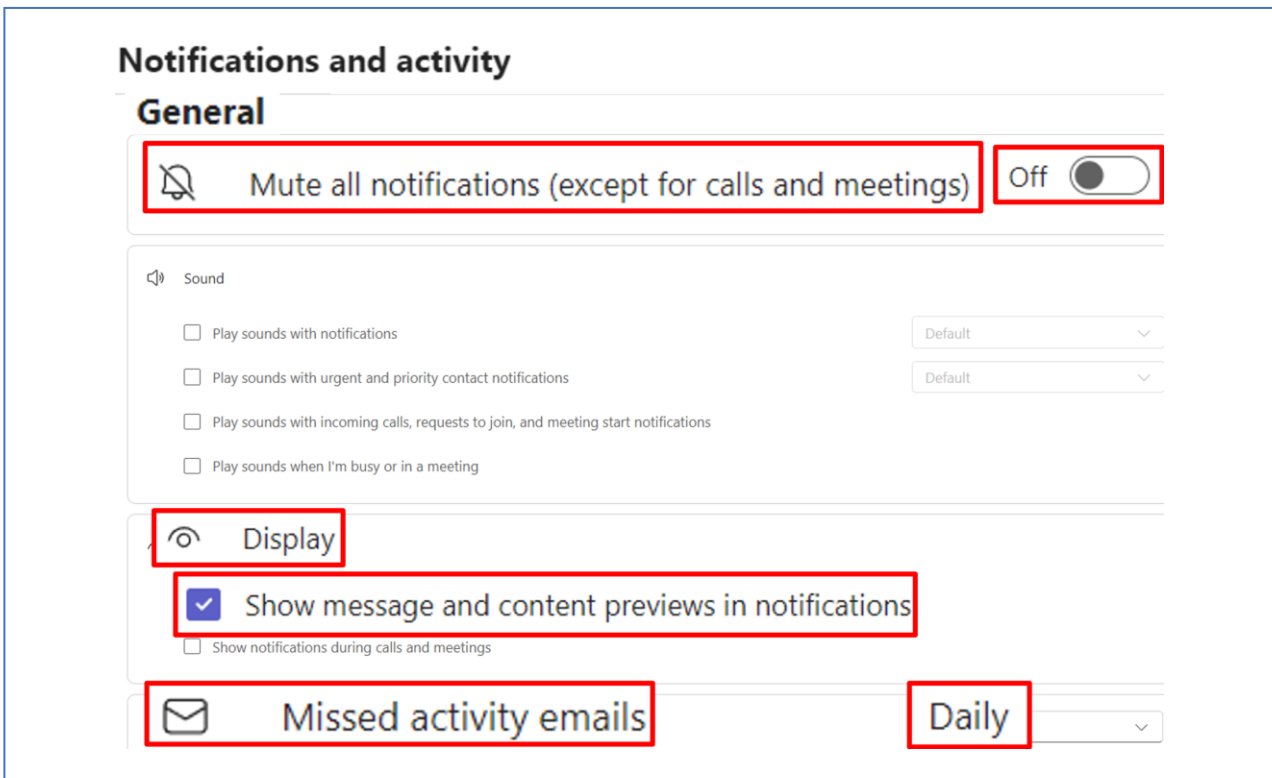 Notifications and activity
General
Mute all notifications (except for calls and meetings) Off
Sound
Play sounds with notifications Default
Play sounds with urgent and priority contact notifications Default
Play sounds with incoming calls, requests to join, and meeting start notifications
Play sounds when I'm busy or in a meeting
Display
Show message and content previews in notifications
Show notifications during calls and meetings
Missed activity emails Daily